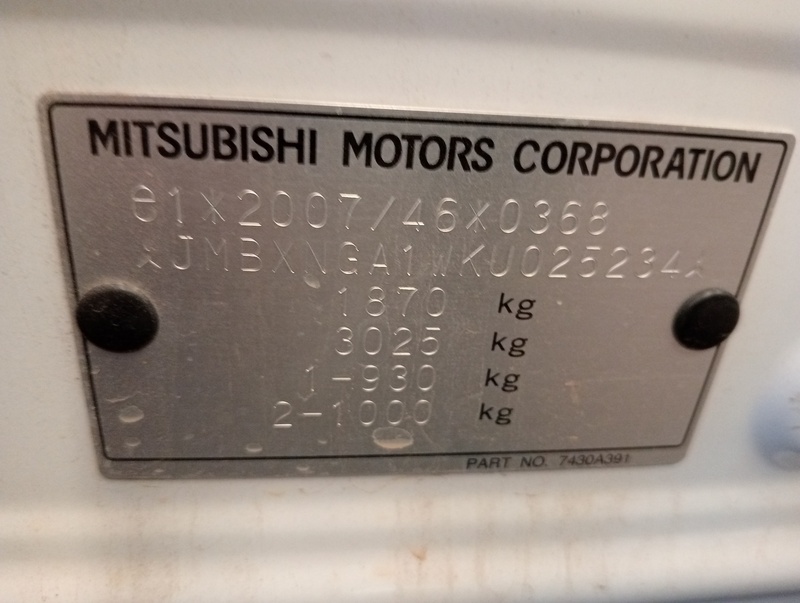 MITSUBISHI MOTORS CORPORATION
e1*2007/46*0368
*JMBXNGA1WKU025234*
1870 kg
3025 kg
1-930 kg
2-1000 kg
PART NO. 7430A391